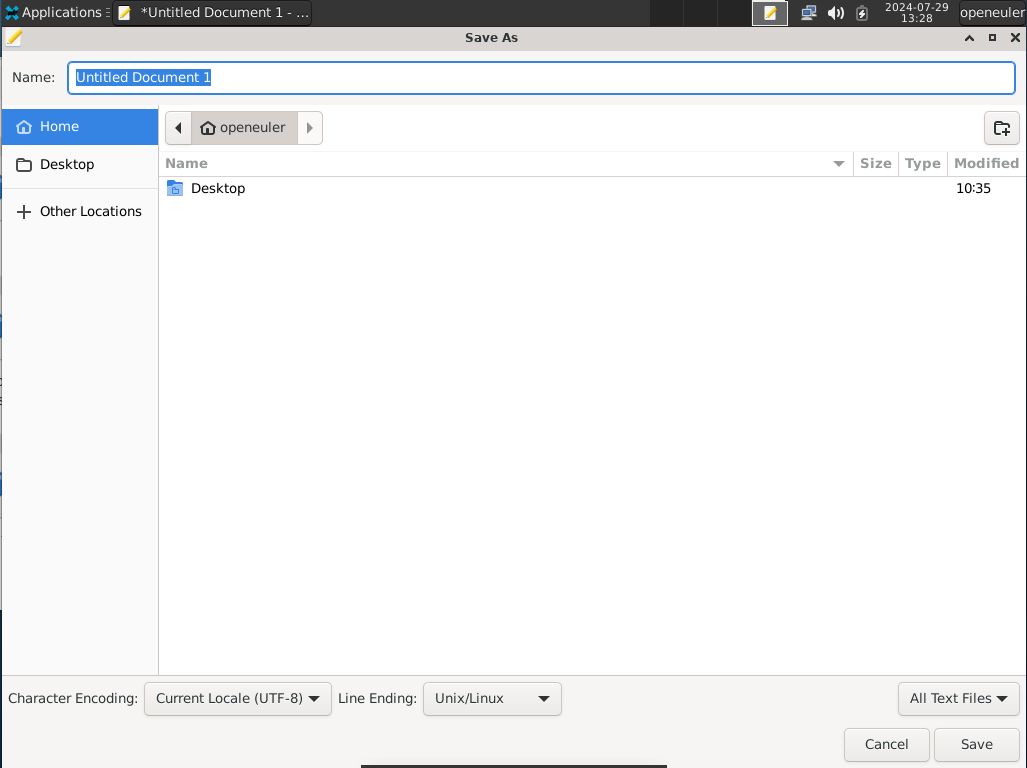 Applications
*Untitled Document 1 - ...
2024-07-29
13:28
openeuler
Save As
Name:
Untitled Document 1
Home
Desktop
Other Locations
openeuler
Name
Size
Type
Modified
Desktop
10:35
Character Encoding:
Current Locale (UTF-8)
Line Ending:
Unix/Linux
All Text Files
Cancel
Save